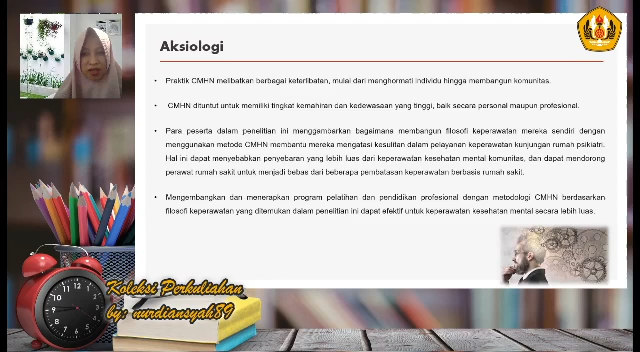 Aksiologi
• Praktik CMHN melibatkan berbagai keterlibatan, mulai dari menghormati individu hingga membangun komunitas.
• CMHN dituntut untuk memiliki tingkat kemahiran dan kedewasaan yang tinggi, baik secara personal maupun profesional.
• Para peserta dalam penelitian ini menggambarkan bagaimana membangun filosofi keperawatan mereka sendiri dengan
menggunakan metode CMHN membantu mereka mengatasi kesulitan dalam pelayanan keperawatan kunjungan rumah psikiatri.
Hal ini dapat menyebabkan penyebaran yang lebih luas dari keperawatan kesehatan mental komunitas, dan dapat mendorong
perawat rumah sakit untuk menjadi bebas dari beberapa pembatasan keperawatan berbasis rumah sakit.
• Mengembangkan dan menerapkan program pelatihan dan pendidikan profesional dengan metodologi CMHN berdasarkan
filosofi keperawatan yang ditemukan dalam penelitian ini dapat efektif untuk keperawatan kesehatan mental secara lebih luas.
Koleksi Perkuliahan
by: nurdiansyah89